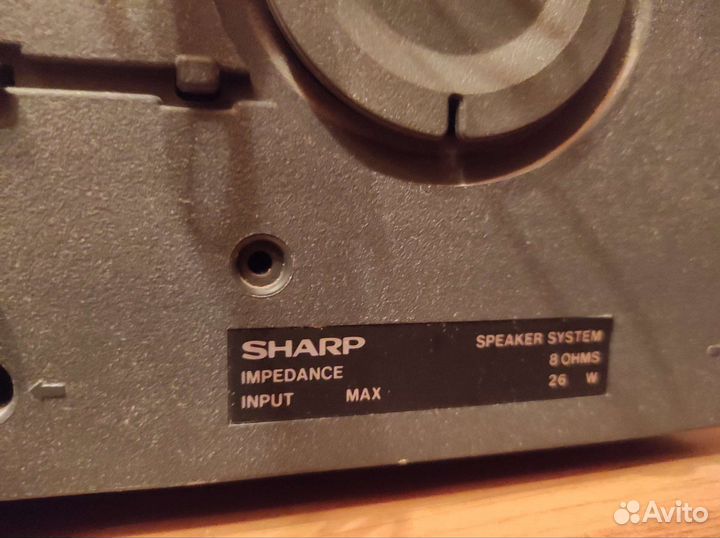 SHARP SPEAKER SYSTEM
IMPEDANCE 8 OHMS
INPUT MAX 26 W
Avito